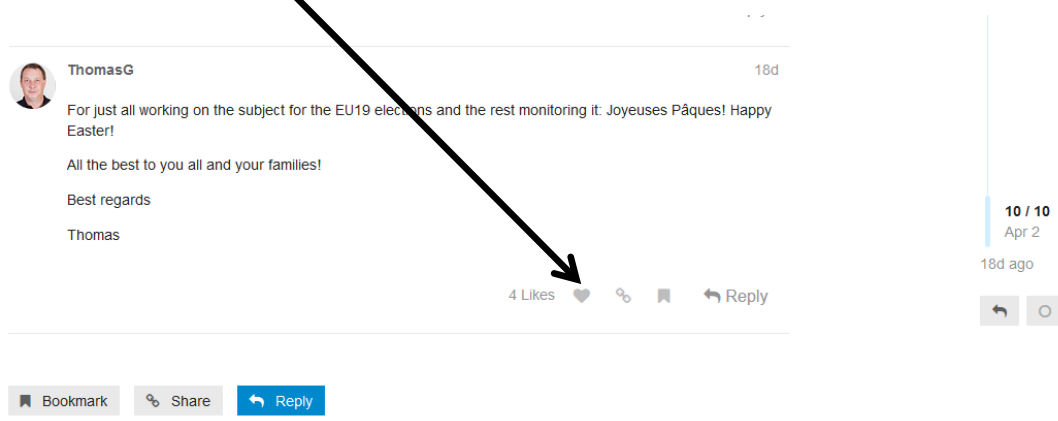 ThomasG 18d
For just all working on the subject for the EU19 elections and the rest monitoring it: Joyeuses Pâques! Happy
Easter!
All the best to you all and your families!
Best regards
Thomas
4 Likes Reply
10 / 10
Apr 2
18d ago
Bookmark Share Reply